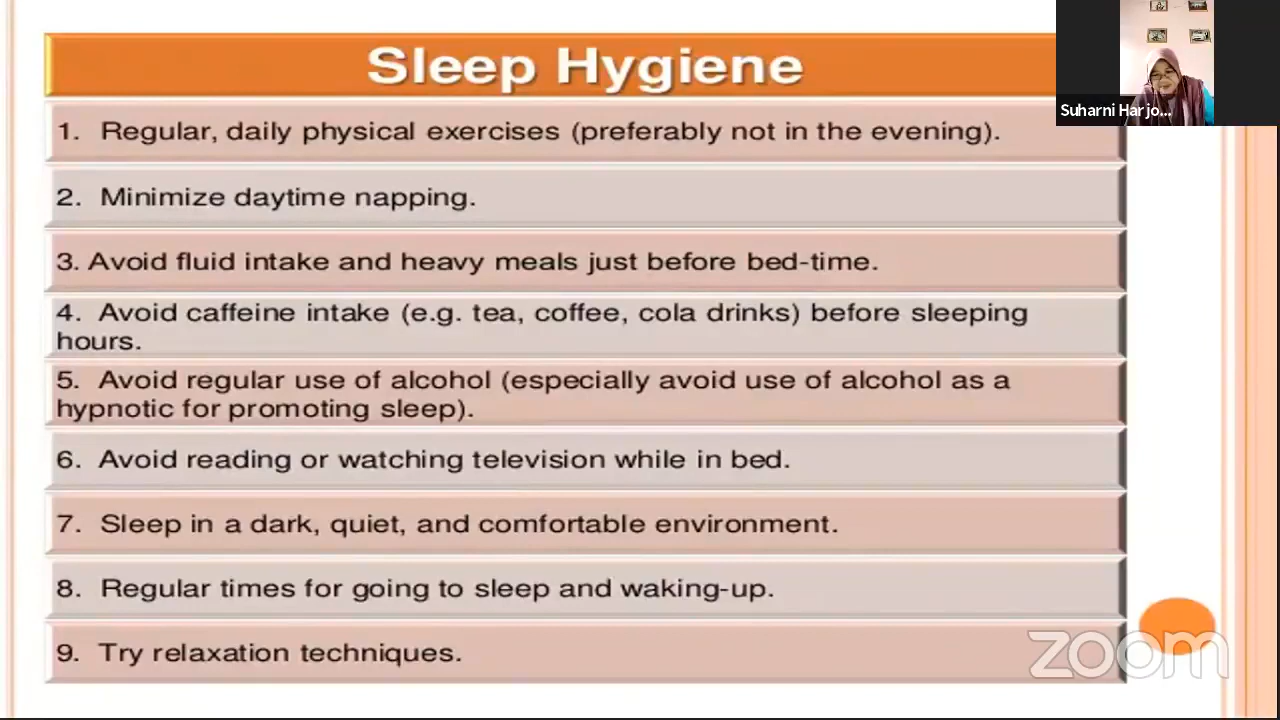 Sleep Hygiene
Suharni Harjo...
1. Regular, daily physical exercises (preferably not in the evening).
2. Minimize daytime napping.
3. Avoid fluid intake and heavy meals just before bed-time.
4. Avoid caffeine intake (e.g. tea, coffee, cola drinks) before sleeping
hours.
5. Avoid regular use of alcohol (especially avoid use of alcohol as a
hypnotic for promoting sleep).
6. Avoid reading or watching television while in bed.
7. Sleep in a dark, quiet, and comfortable environment.
8. Regular times for going to sleep and waking-up.
9. Try relaxation techniques.
zoom